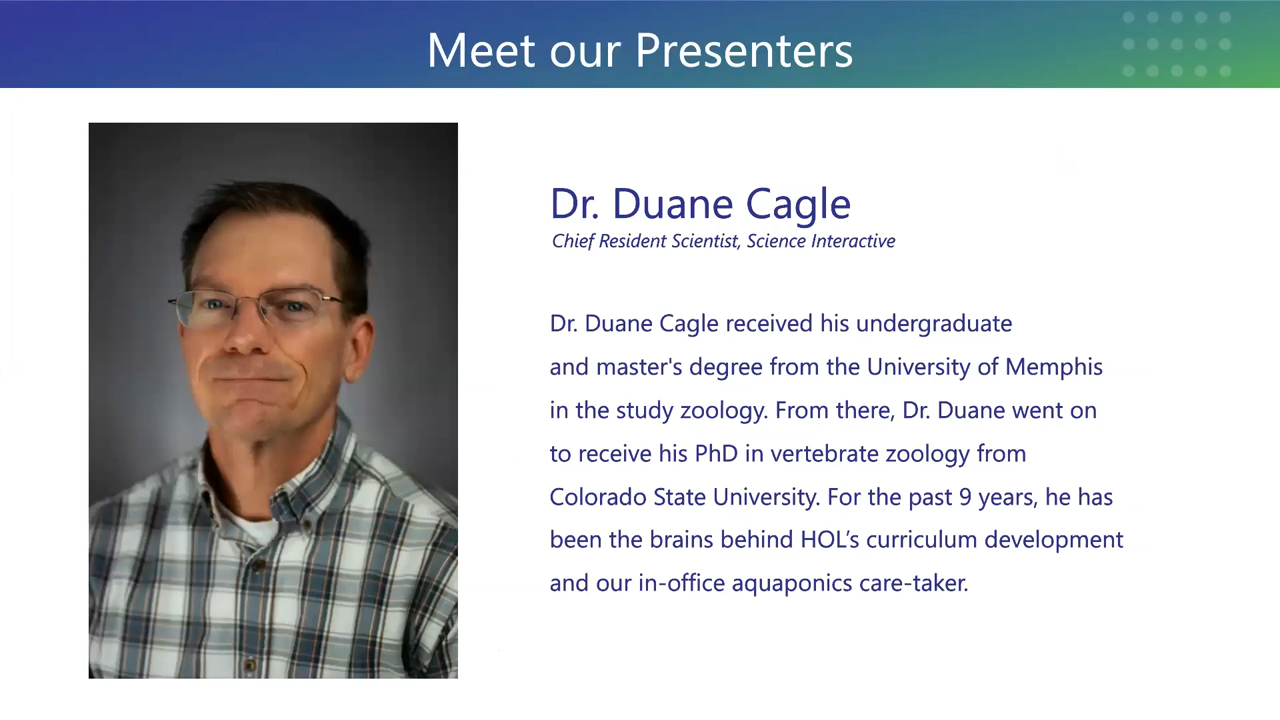 Meet our Presenters
Dr. Duane Cagle
Chief Resident Scientist, Science Interactive
Dr. Duane Cagle received his undergraduate
and master's degree from the University of Memphis
in the study zoology. From there, Dr. Duane went on
to receive his PhD in vertebrate zoology from
Colorado State University. For the past 9 years, he has
been the brains behind HOL’s curriculum development
and our in-office aquaponics care-taker.